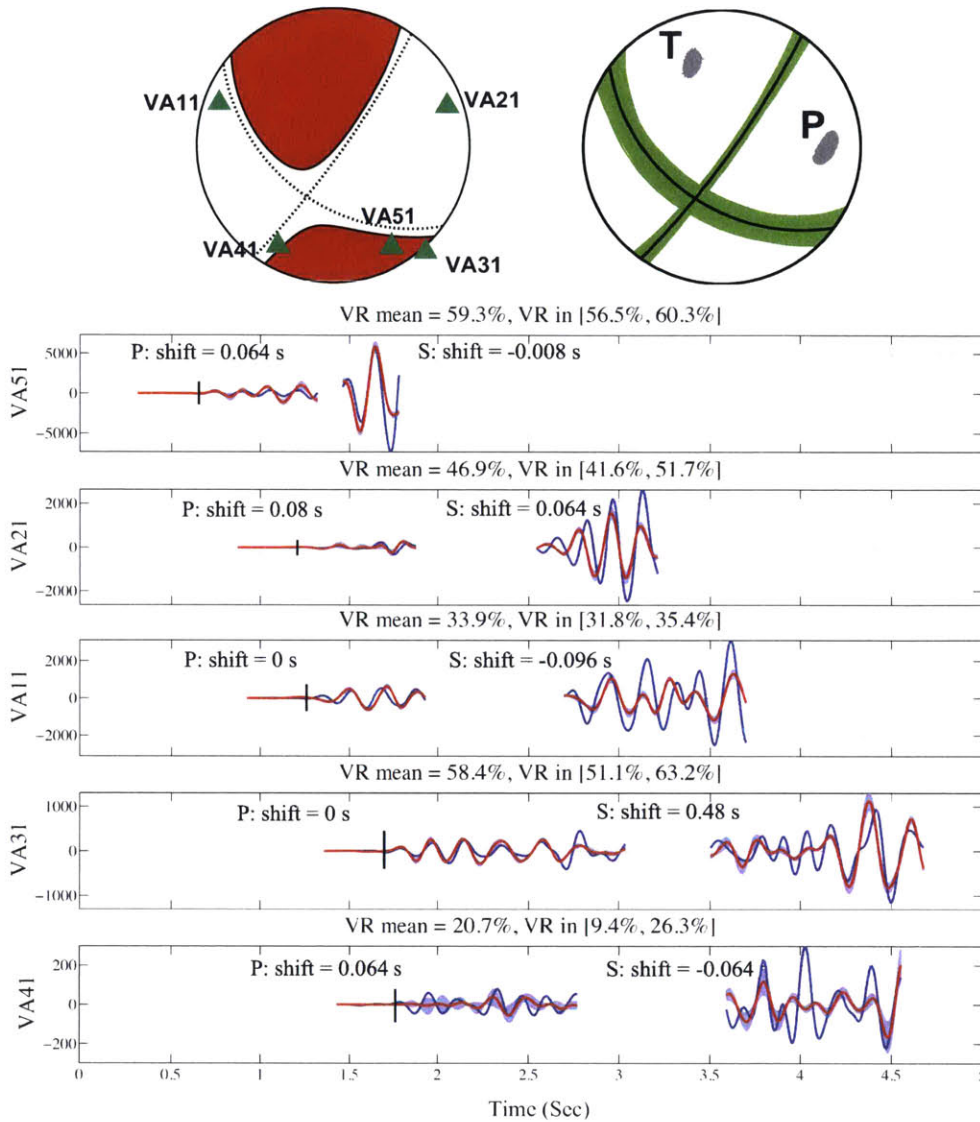 T
VA11
VA21
P
VA51
VA41
VA31
VR mean = 59.3%, VR in [56.5%, 60.3%]
P: shift = 0.064 s
S: shift = -0.008 s
5000
0
-5000
VA51
VR mean = 46.9%, VR in [41.6%, 51.7%]
P: shift = 0.08 s
S: shift = 0.064 s
2000
0
-2000
VA21
VR mean = 33.9%, VR in [31.8%, 35.4%]
P: shift = 0 s
S: shift = -0.096 s
2000
0
-2000
VA11
VR mean = 58.4%, VR in [51.1%, 63.2%]
P: shift = 0 s
S: shift = 0.48 s
1000
0
-1000
VA31
VR mean = 20.7%, VR in [9.4%, 26.3%]
P: shift = 0.064 s
S: shift = -0.064
200
0
-200
VA41
0 0.5 1 1.5 2 2.5 3 3.5 4 4.5
Time (Sec)